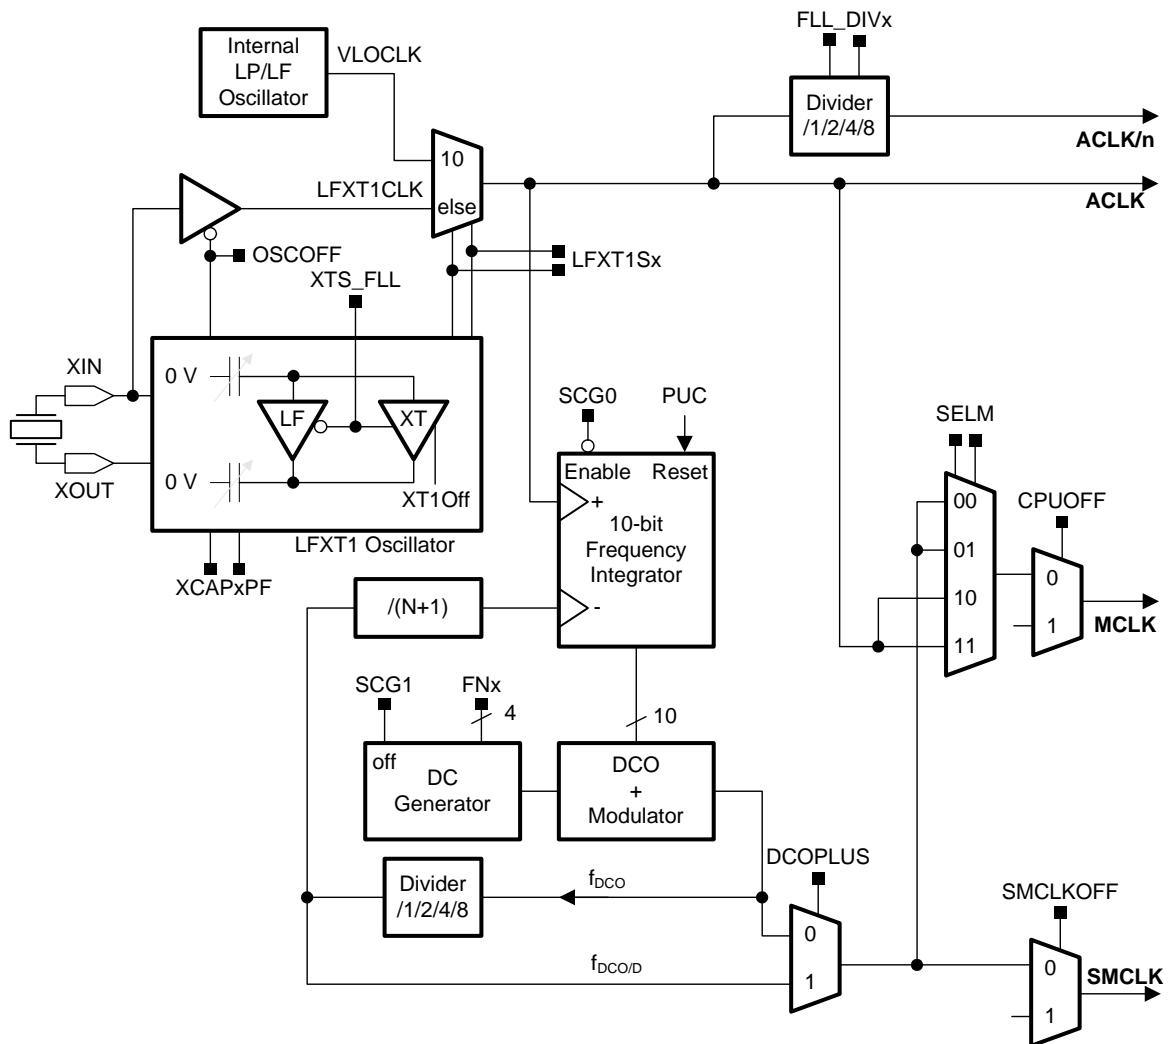 FLL_DIVx
Internal
LP/LF
Oscillator
VLOCLK
Divider
/1/2/4/8
ACLK/n
10
LFXT1CLK
else
ACLK
OSCOFF
LFXT1Sx
XTS_FLL
XIN
0 V
LF
XT
0 V
XOUT
XT1Off
LFXT1 Oscillator
XCAPxPF
SCG0
PUC
Enable
Reset
+
10-bit
Frequency
Integrator
-
/(N+1)
SELM
00
01
10
11
CPUOFF
0
1
MCLK
SCG1
FNx
4
10
off
DC
Generator
DCO
+
Modulator
DCOPLUS
Divider
/1/2/4/8
fDCO
0
1
fDCO/D
SMCLKOFF
0
1
SMCLK